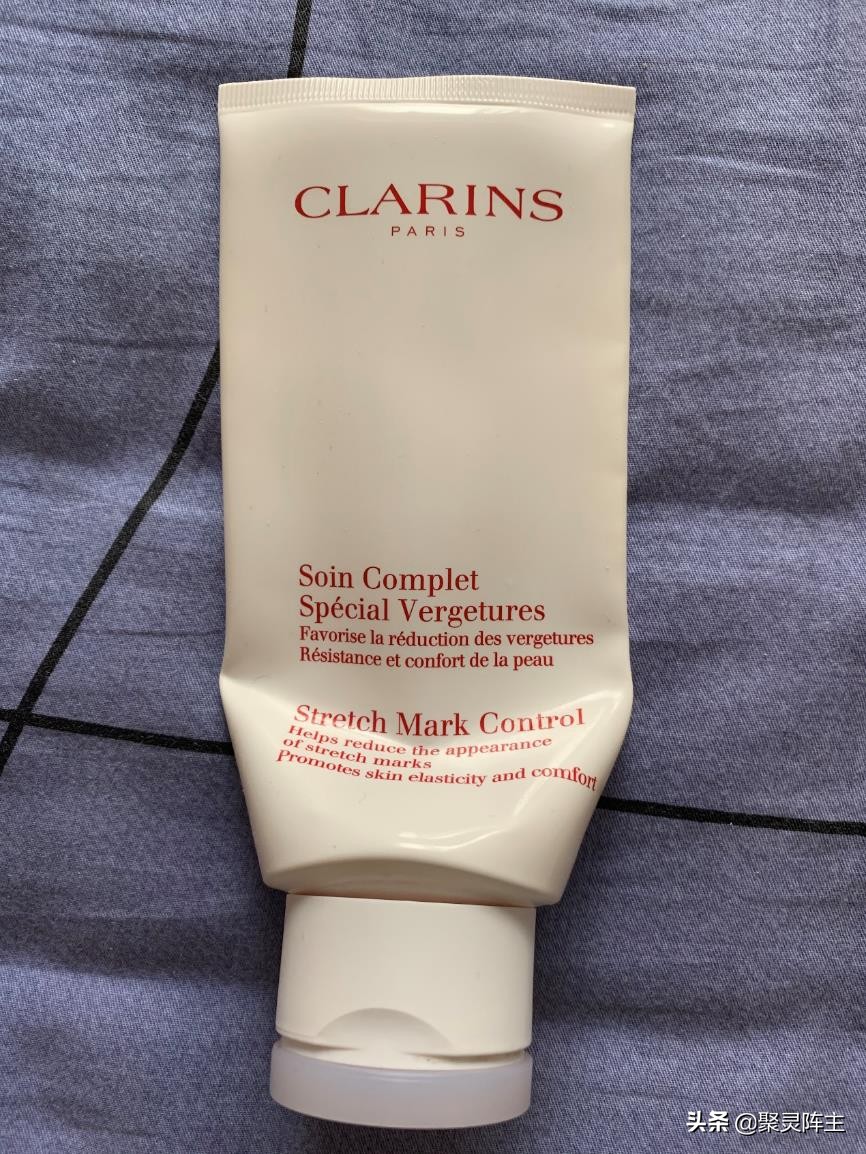 CLARINS
PARIS
Soin Complet
Spécial Vergetures
Favorise la réduction des vergetures
Résistance et confort de la peau
Stretch Mark Control
Helps reduce the appearance
of stretch marks
Promotes skin elasticity and comfort
头条 @聚灵阵主